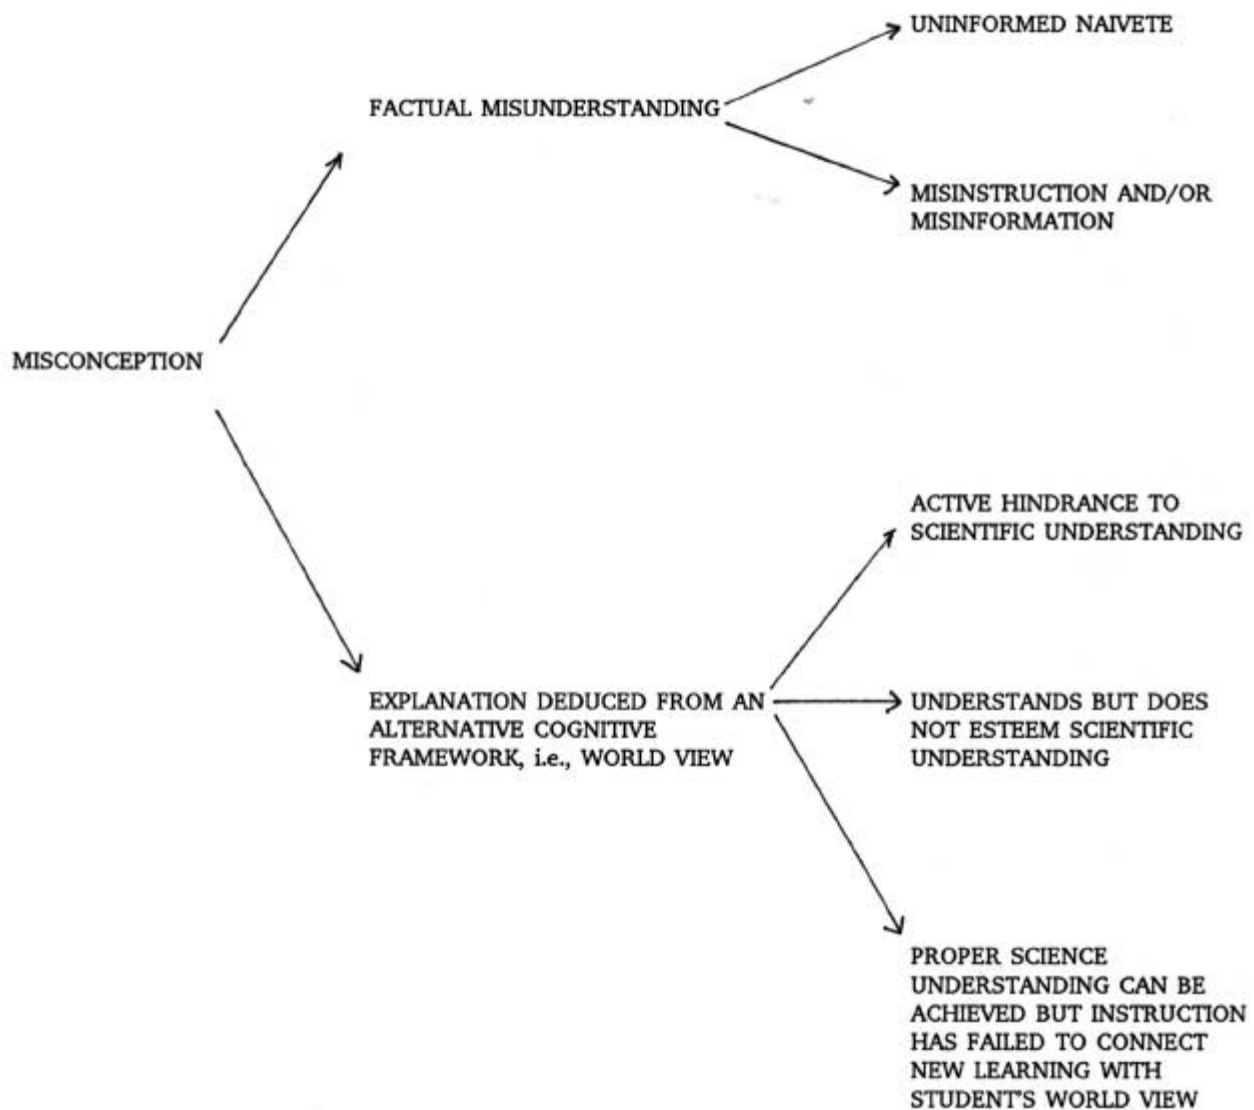 UNINFORMED NAIVETE
FACTUAL MISUNDERSTANDING
MISINSTRUCTION AND/OR
MISINFORMATION
MISCONCEPTION
ACTIVE HINDRANCE TO
SCIENTIFIC UNDERSTANDING
EXPLANATION DEDUCED FROM AN
ALTERNATIVE COGNITIVE
FRAMEWORK, i.e., WORLD VIEW
UNDERSTANDS BUT DOES
NOT ESTEEM SCIENTIFIC
UNDERSTANDING
PROPER SCIENCE
UNDERSTANDING CAN BE
ACHIEVED BUT INSTRUCTION
HAS FAILED TO CONNECT
NEW LEARNING WITH
STUDENT'S WORLD VIEW